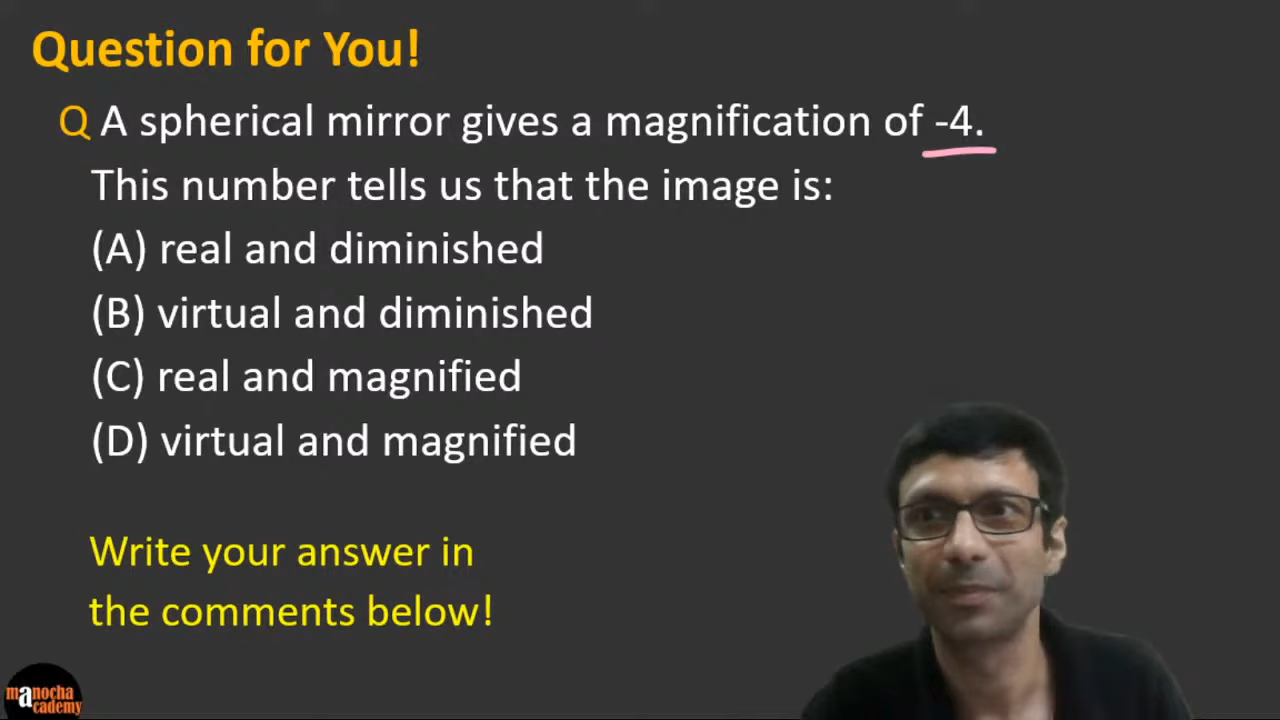 Question for You!
Q A spherical mirror gives a magnification of -4.
This number tells us that the image is:
(A) real and diminished
(B) virtual and diminished
(C) real and magnified
(D) virtual and magnified
Write your answer in
the comments below!
manocha
academy